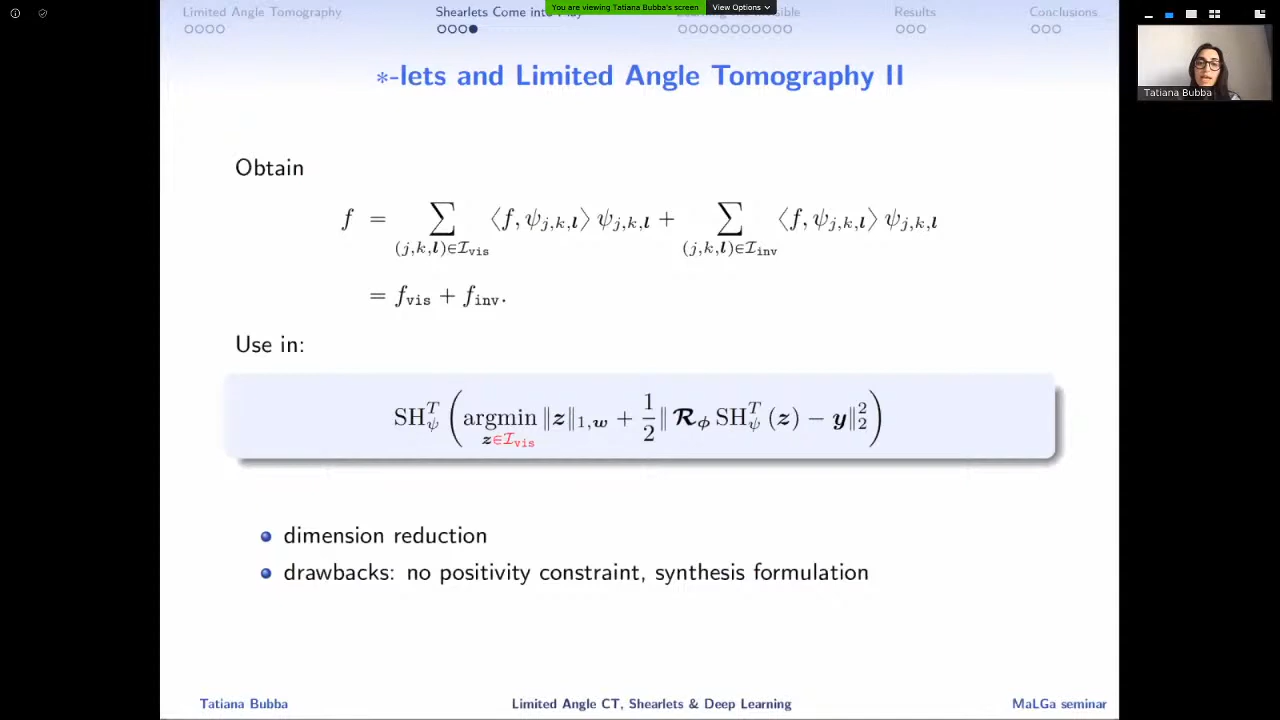 You are viewing Tatiana Bubba's screen View Options
Limited Angle Tomography Shearlets Come into Results Conclusions
*-lets and Limited Angle Tomography II
Tatiana Bubba
Obtain
f = ∑_{(j,k,l)∈I_vis} ⟨f, ψ_{j,k,l}⟩ ψ_{j,k,l} + ∑_{(j,k,l)∈I_inv} ⟨f, ψ_{j,k,l}⟩ ψ_{j,k,l}
= f_vis + f_inv.
Use in:
SH_ψ^T ( argmin_{z∈I_vis} ‖z‖_{1,w} + 1/2 ‖ R_ϕ SH_ψ^T (z) − y‖_2^2 )
dimension reduction
drawbacks: no positivity constraint, synthesis formulation
Tatiana Bubba Limited Angle CT, Shearlets & Deep Learning MaLGa seminar